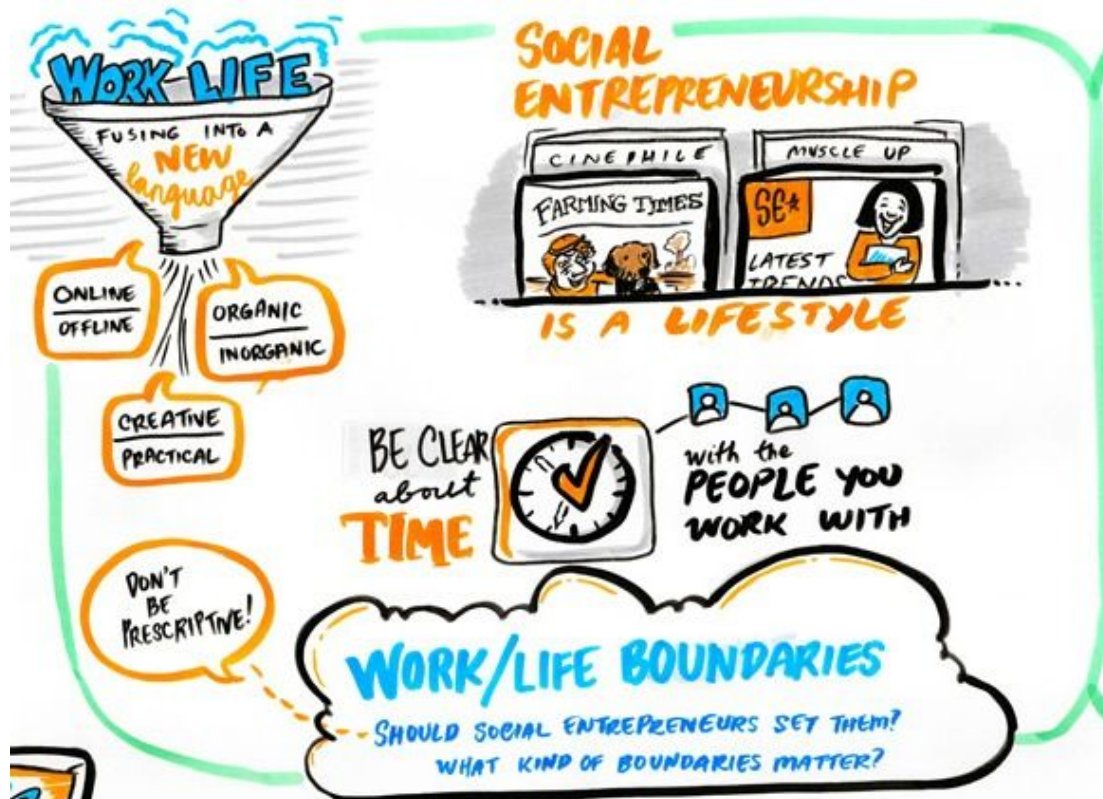 WORK LIFE
FUSING INTO A
NEW
language
ONLINE
OFFLINE
ORGANIC
INORGANIC
CREATIVE
PRACTICAL
SOCIAL
ENTREPRENEURSHIP
CINEPHILE
MUSCLE UP
FARMING TIMES
SE*
LATEST
TRENDS
IS A LIFESTYLE
BE CLEAR
about
TIME
with the
PEOPLE YOU
WORK WITH
DON'T
BE
PRESCRIPTIVE!
WORK/LIFE BOUNDARIES
SHOULD SOCIAL ENTREPRENEURS SET THEM?
WHAT KIND OF BOUNDARIES MATTER?